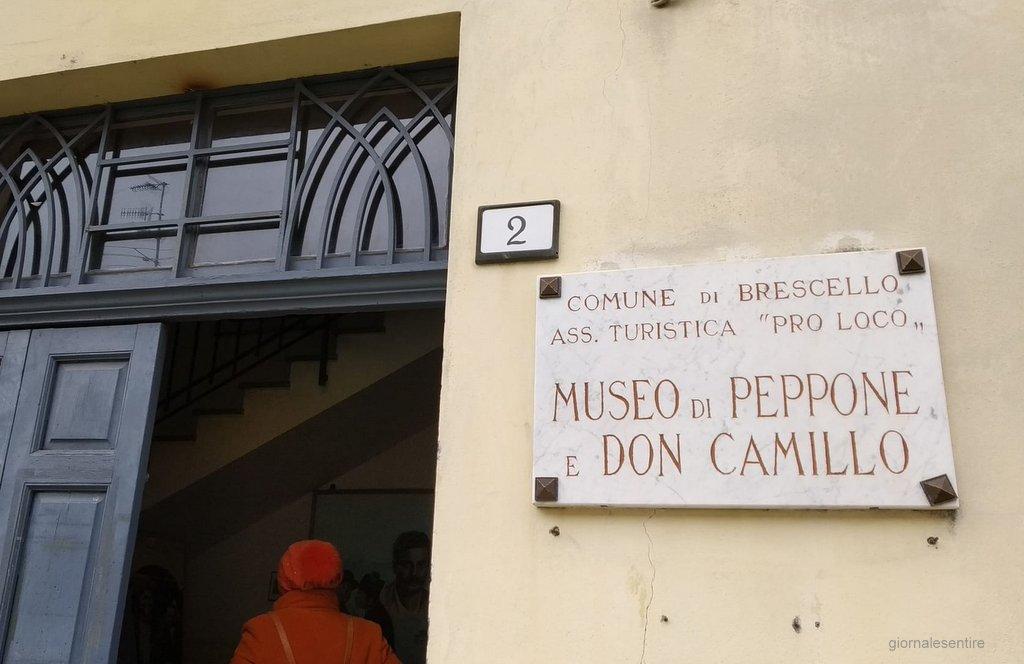 2
COMUNE DI BRESCELLO
ASS. TURISTICA "PRO LOCO„
MUSEO DI PEPPONE
E DON CAMILLO
giornalesentire